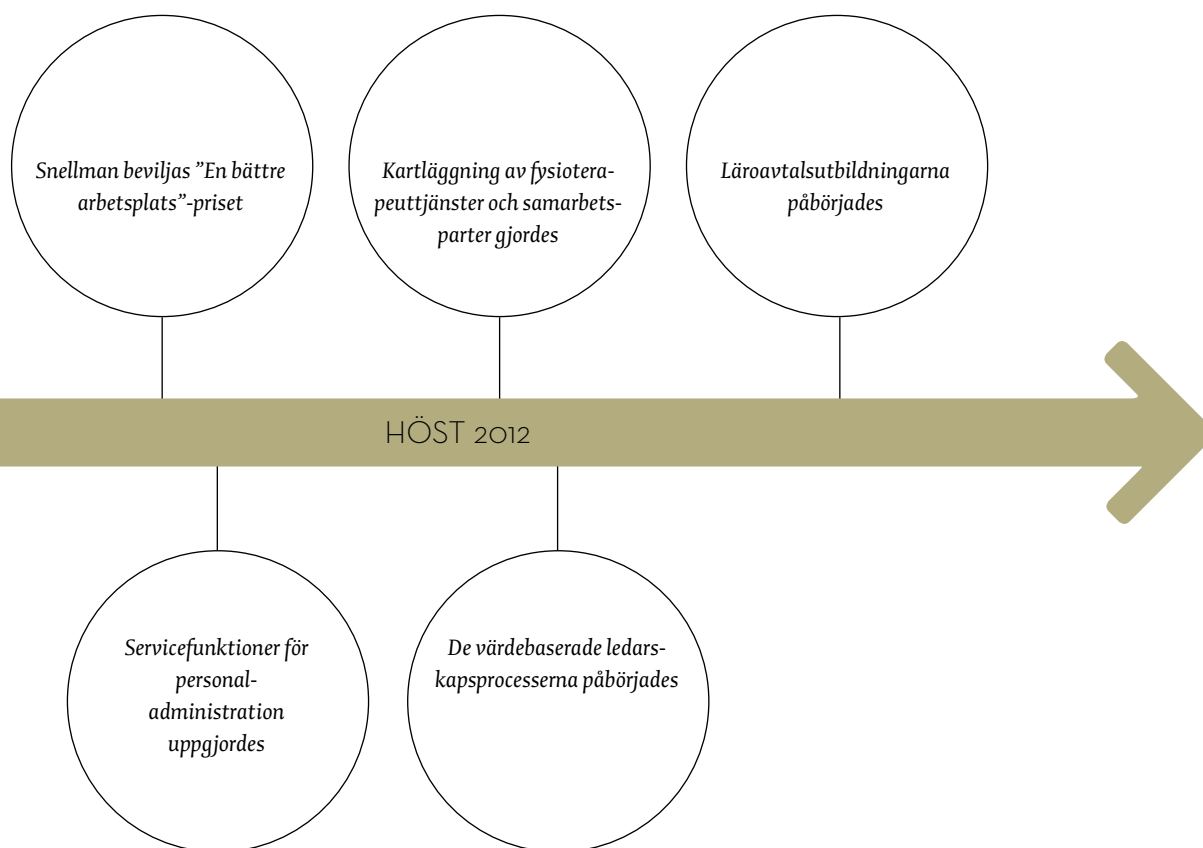 Snellman beviljas ”En bättre
arbetsplats”-priset
Kartläggning av fysiotera-
peuttjänster och samarbets-
parter gjordes
Läroavtalsutbildningarna
påbörjades
HÖST 2012
Servicefunktioner för
personal-
administration
uppgjordes
De värdebaserade ledars-
kapsprocesserna påbörjades